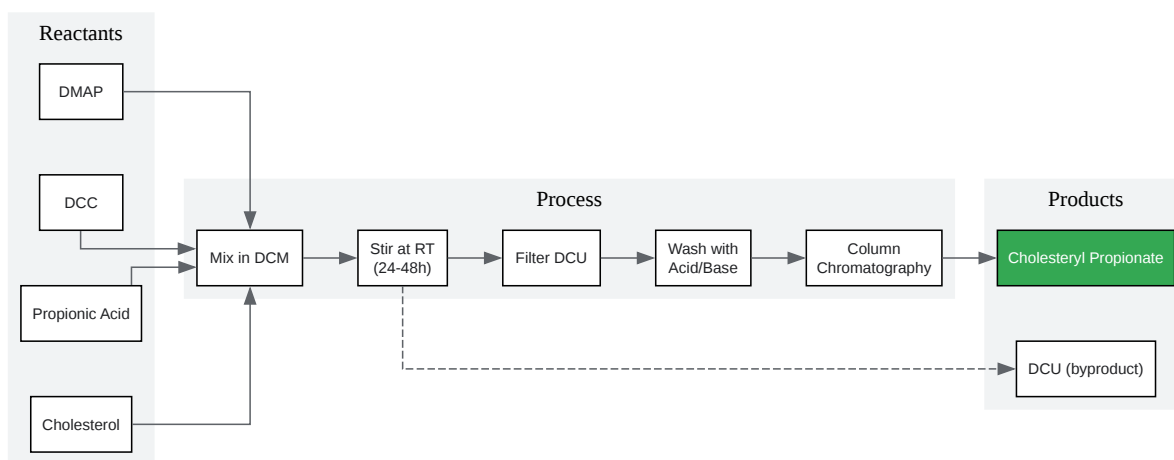 Reactants
DMAP
DCC
Propionic Acid
Cholesterol
Process
Mix in DCM
Stir at RT
(24-48h)
Filter DCU
Wash with
Acid/Base
Column
Chromatography
Products
Cholesteryl Propionate
DCU (byproduct)